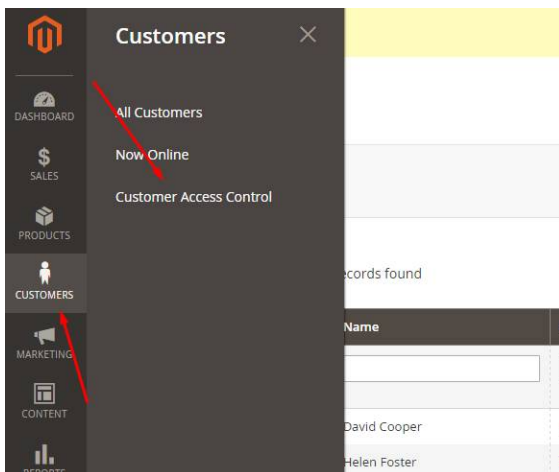 Customers
DASHBOARD
All Customers
$
SALES
Now Online
Customer Access Control
PRODUCTS
CUSTOMERS
ecords found
Name
MARKETING
CONTENT
David Cooper
REPORTS
Helen Foster